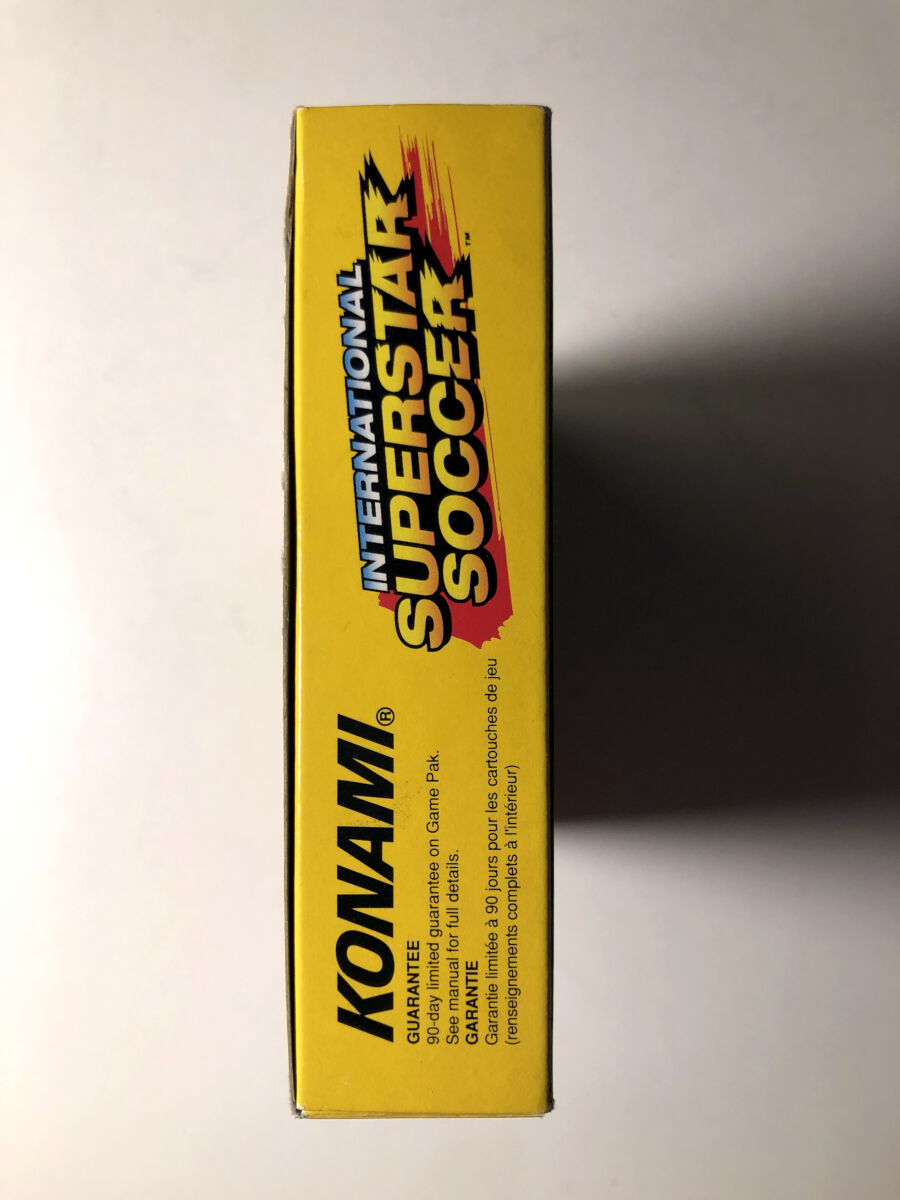 KONAMI®
GUARANTEE
90-day limited guarantee on Game Pak.
See manual for full details.
GARANTIE
Garantie limitée à 90 jours pour les cartouches de jeu
(renseignements complets à l'intérieur)
INTERNATIONAL
SUPERSTAR
SOCCER™